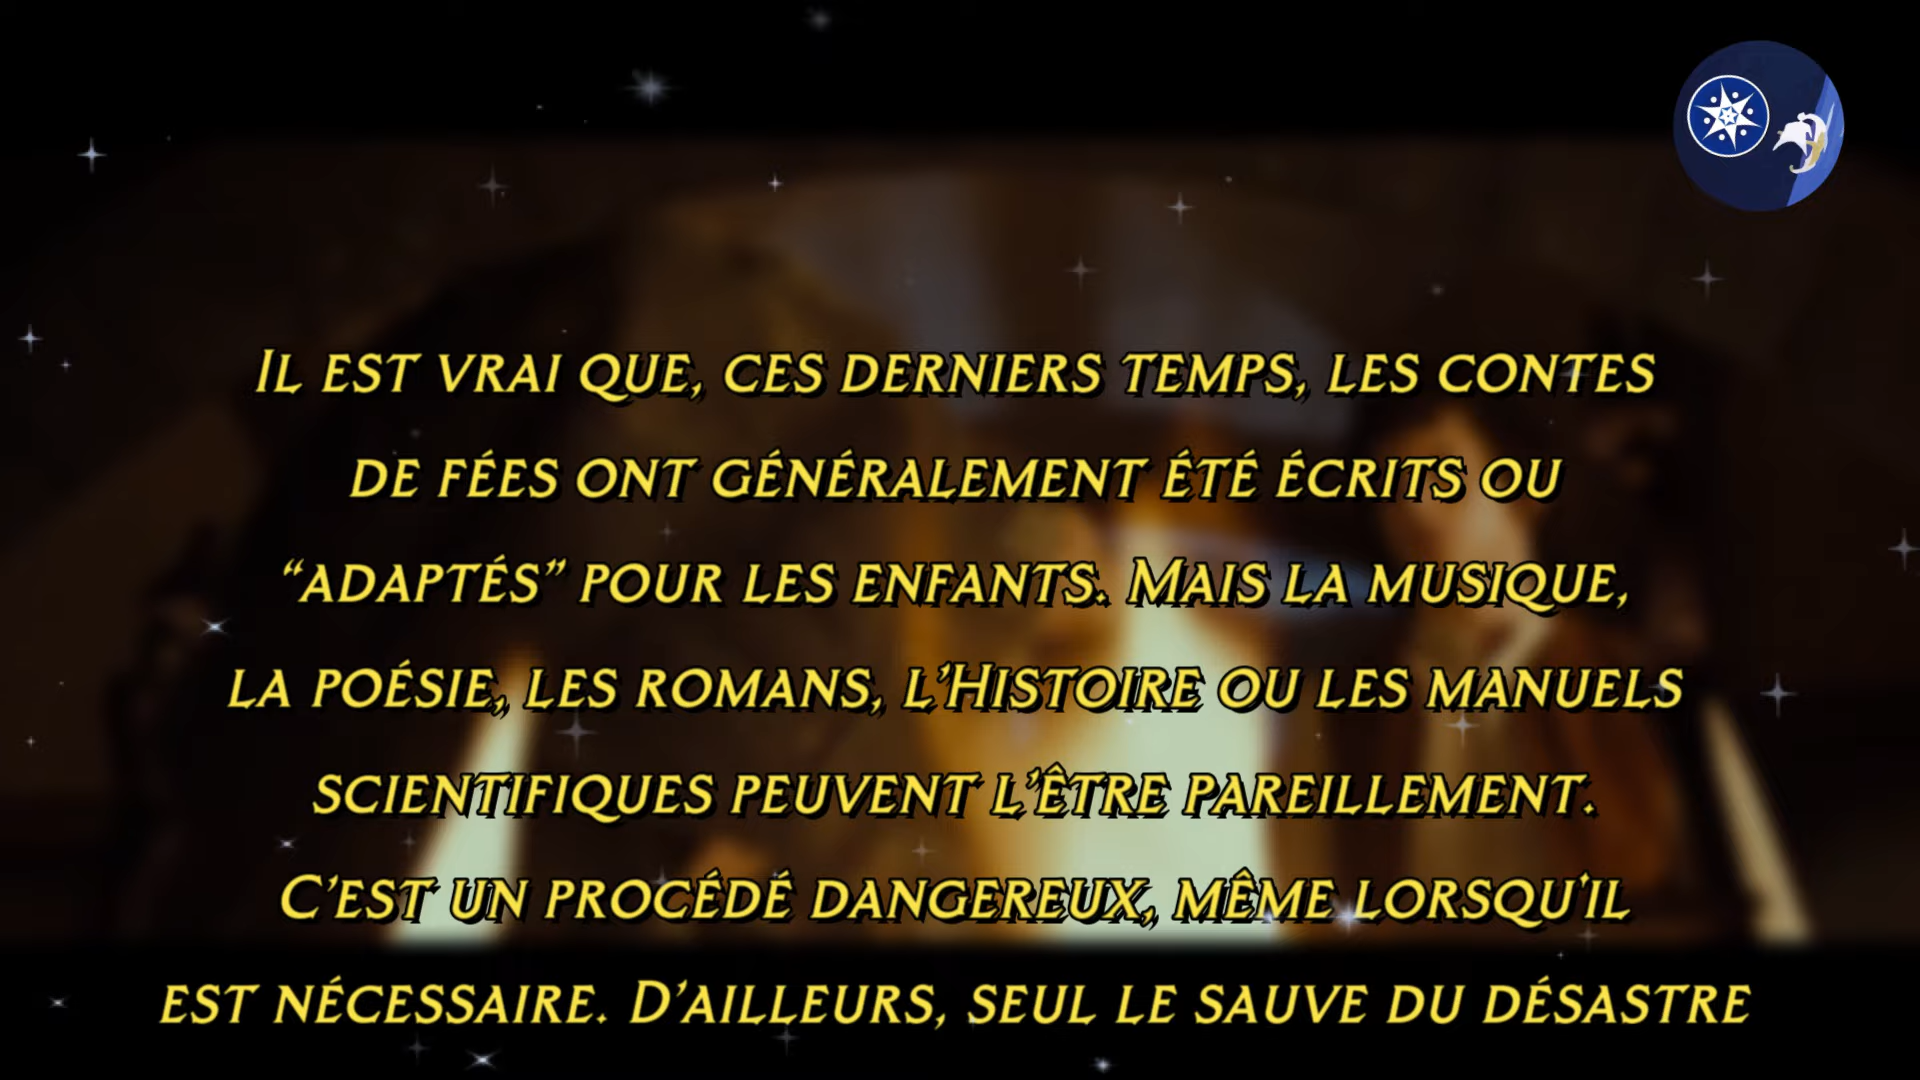 Il est vrai que, ces derniers temps, les contes
de fées ont généralement été écrits ou
“adaptés” pour les enfants. Mais la musique,
la poésie, les romans, l’Histoire ou les manuels
scientifiques peuvent l’être pareillement.
C’est un procédé dangereux, même lorsqu’il
est nécessaire. D’ailleurs, seul le sauve du désastre